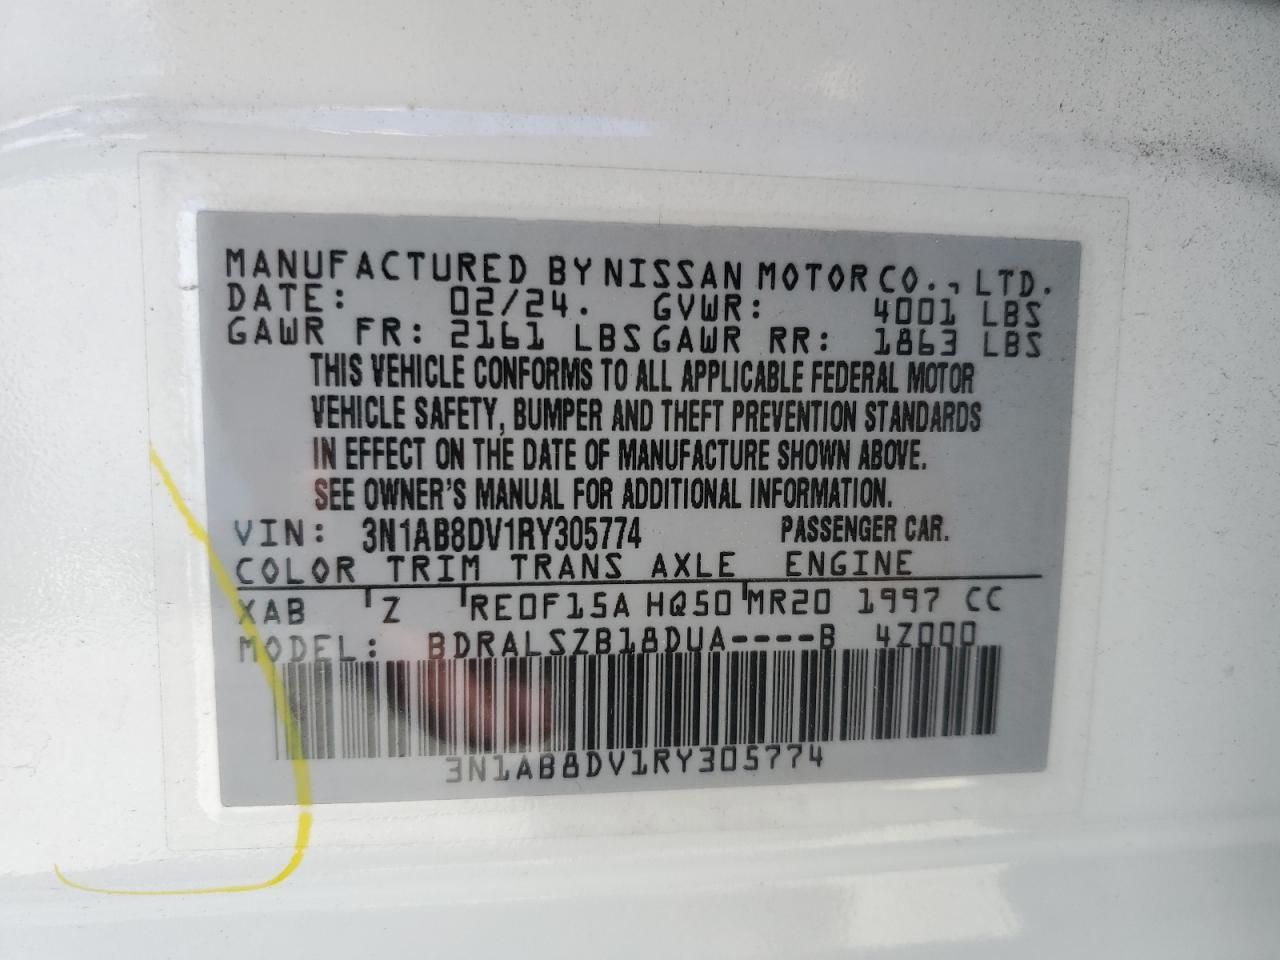 MANUFACTURED BY NISSAN MOTOR CO., LTD.
DATE: 02/24. GVWR: 4001 LBS
GAWR FR: 2161 LBS GAWR RR: 1863 LBS
THIS VEHICLE CONFORMS TO ALL APPLICABLE FEDERAL MOTOR
VEHICLE SAFETY, BUMPER AND THEFT PREVENTION STANDARDS
IN EFFECT ON THE DATE OF MANUFACTURE SHOWN ABOVE.
SEE OWNER'S MANUAL FOR ADDITIONAL INFORMATION.
VIN: 3N1AB8DV1RY305774 PASSENGER CAR.
COLOR TRIM TRANS AXLE ENGINE
XAB Z RE0F15A HQ50 MR20 1997 CC
MODEL: BDRALSZB18DUA----B 4Z000
3N1AB8DV1RY305774